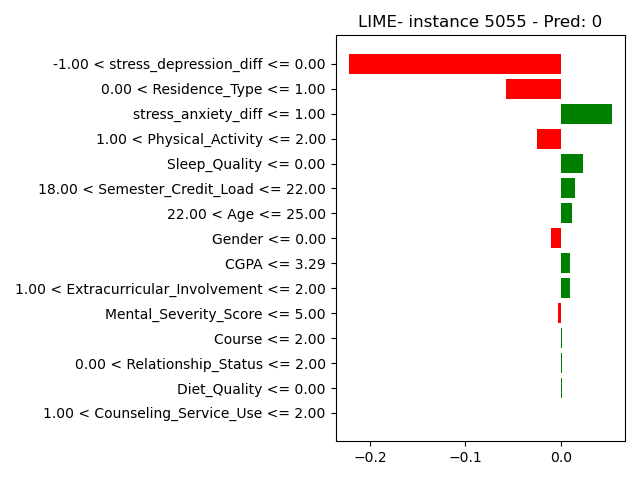 LIME- instance 5055 - Pred: 0
-1.00 < stress_depression_diff <= 0.00
0.00 < Residence_Type <= 1.00
stress_anxiety_diff <= 1.00
1.00 < Physical_Activity <= 2.00
Sleep_Quality <= 0.00
18.00 < Semester_Credit_Load <= 22.00
22.00 < Age <= 25.00
Gender <= 0.00
CGPA <= 3.29
1.00 < Extracurricular_Involvement <= 2.00
Mental_Severity_Score <= 5.00
Course <= 2.00
0.00 < Relationship_Status <= 2.00
Diet_Quality <= 0.00
1.00 < Counseling_Service_Use <= 2.00
−0.2 −0.1 0.0